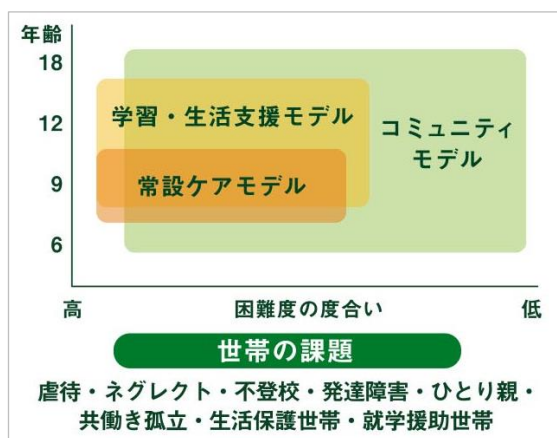 年齢
18
学習・生活支援モデル
12
コミュニティ
モデル
常設ケアモデル
9
6
高
困難度の度合い
低
世帯の課題
虐待・ネグレクト・不登校・発達障害・ひとり親・
共働き孤立・生活保護世帯・就学援助世帯